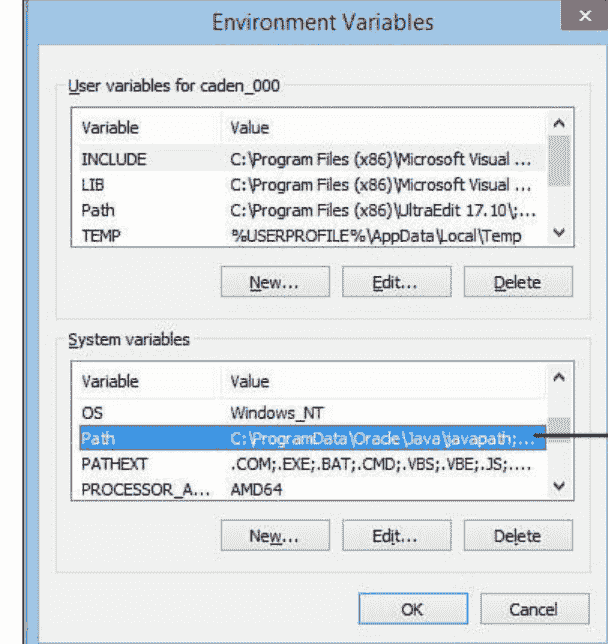 Environment Variables
User variables for caden_000
Variable Value
INCLUDE C:\Program Files (x86)\Microsoft Visual ...
LIB C:\Program Files (x86)\Microsoft Visual ...
Path C:\Program Files (x86)\UltraEdit 17.10\;...
TEMP %USERPROFILE%\AppData\Local\Temp
New... Edit... Delete
System variables
Variable Value
OS Windows_NT
Path C:\ProgramData\Oracle\Java\javapath;...
PATHEXT .COM;.EXE;.BAT;.CMD;.VBS;.VBE;.JS;....
PROCESSOR_A... AMD64
New... Edit... Delete
OK Cancel